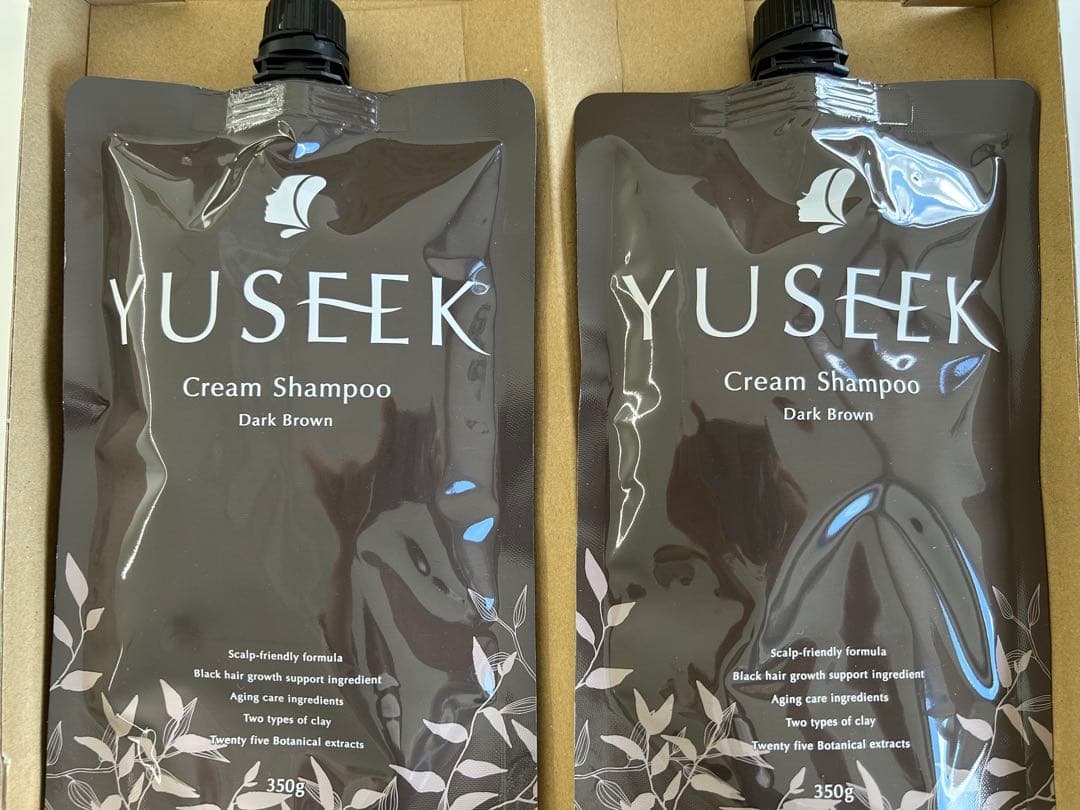 YUSEEK
Cream Shampoo
Dark Brown
Scalp-friendly formula
Black hair growth support ingredient
Aging care ingredients
Two types of clay
Twenty five Botanical extracts
350g
YUSEEK
Cream Shampoo
Dark Brown
Scalp-friendly formula
Black hair growth support ingredient
Aging care ingredients
Two types of clay
Twenty five Botanical extracts
350g